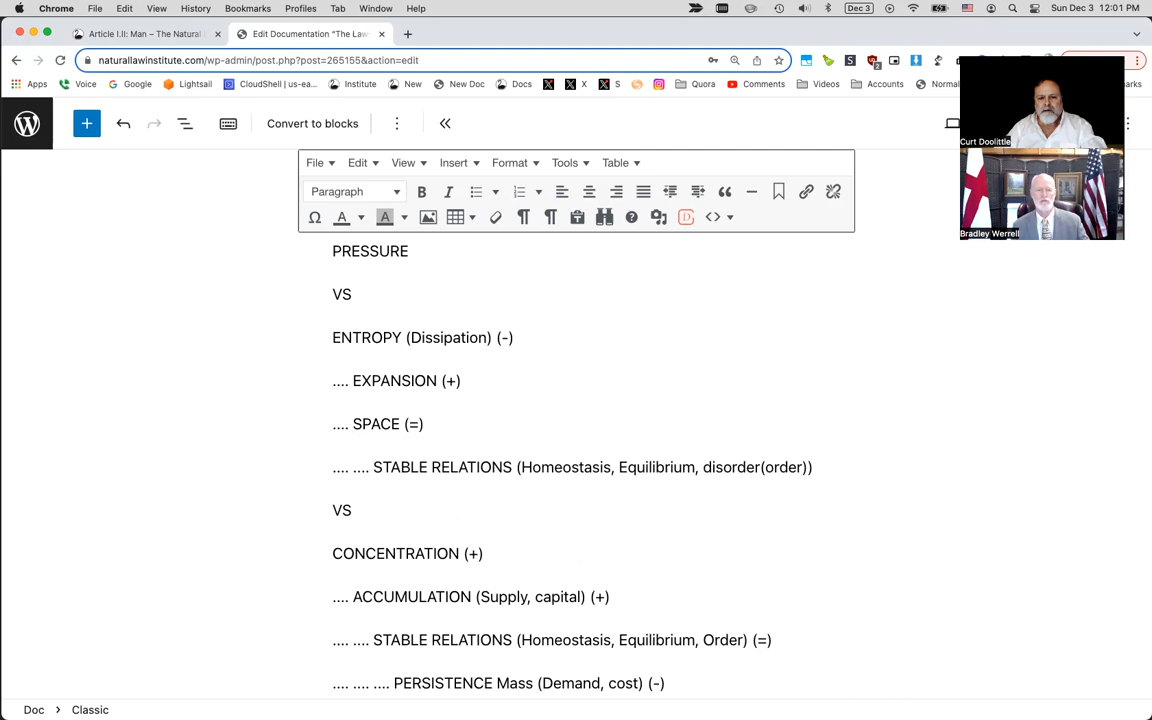 Chrome File Edit View History Bookmarks Profiles Tab Window Help Dec 3 Sun Dec 3 12:01 PM
Article I.II: Man – The Natural Edit Documentation "The Law
naturallawinstitute.com/wp-admin/post.php?post=265155&action=edit
Apps Voice Google Lightsail CloudShell | us-ea... Institute New New Doc Docs X X S Quora Comments Videos Accounts Normal marks
Convert to blocks
Curt Doolittle
Bradley Werrell
File Edit View Insert Format Tools Table
Paragraph B I
PRESSURE
VS
ENTROPY (Dissipation) (-)
.... EXPANSION (+)
.... SPACE (=)
.... .... STABLE RELATIONS (Homeostasis, Equilibrium, disorder(order))
VS
CONCENTRATION (+)
.... ACCUMULATION (Supply, capital) (+)
.... .... STABLE RELATIONS (Homeostasis, Equilibrium, Order) (=)
.... .... .... PERSISTENCE Mass (Demand, cost) (-)
Doc > Classic